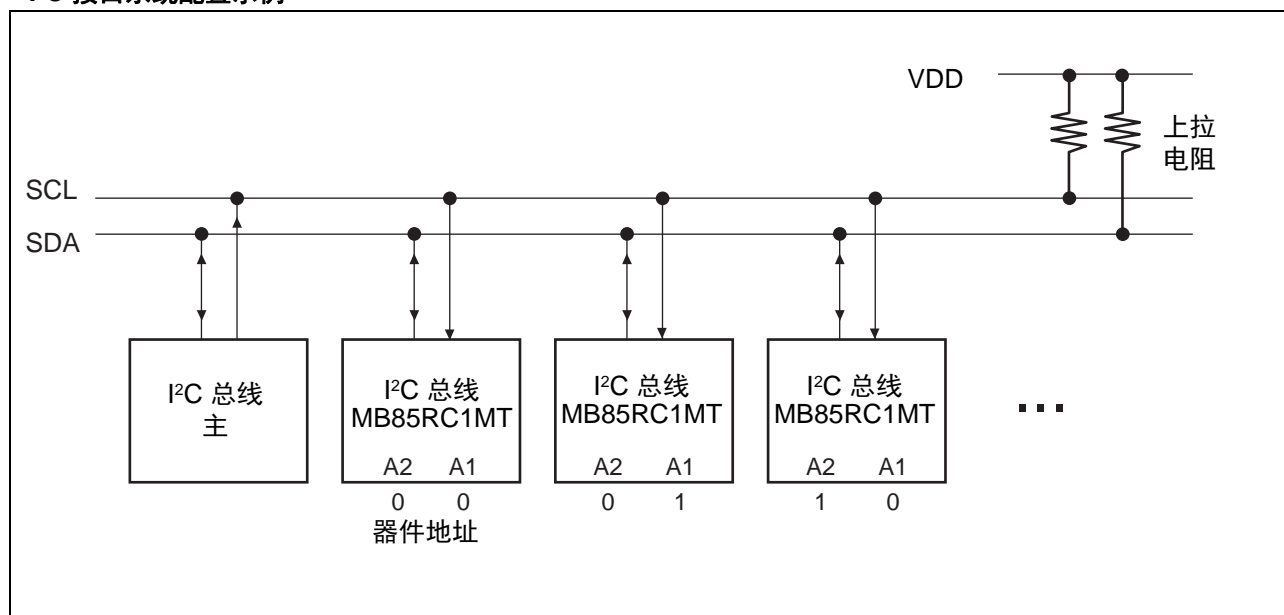 VDD
上拉
电阻
SCL
SDA
I²C 总线
主
I²C 总线
MB85RC1MT
A2 A1
0 0
器件地址
I²C 总线
MB85RC1MT
A2 A1
0 1
I²C 总线
MB85RC1MT
A2 A1
1 0